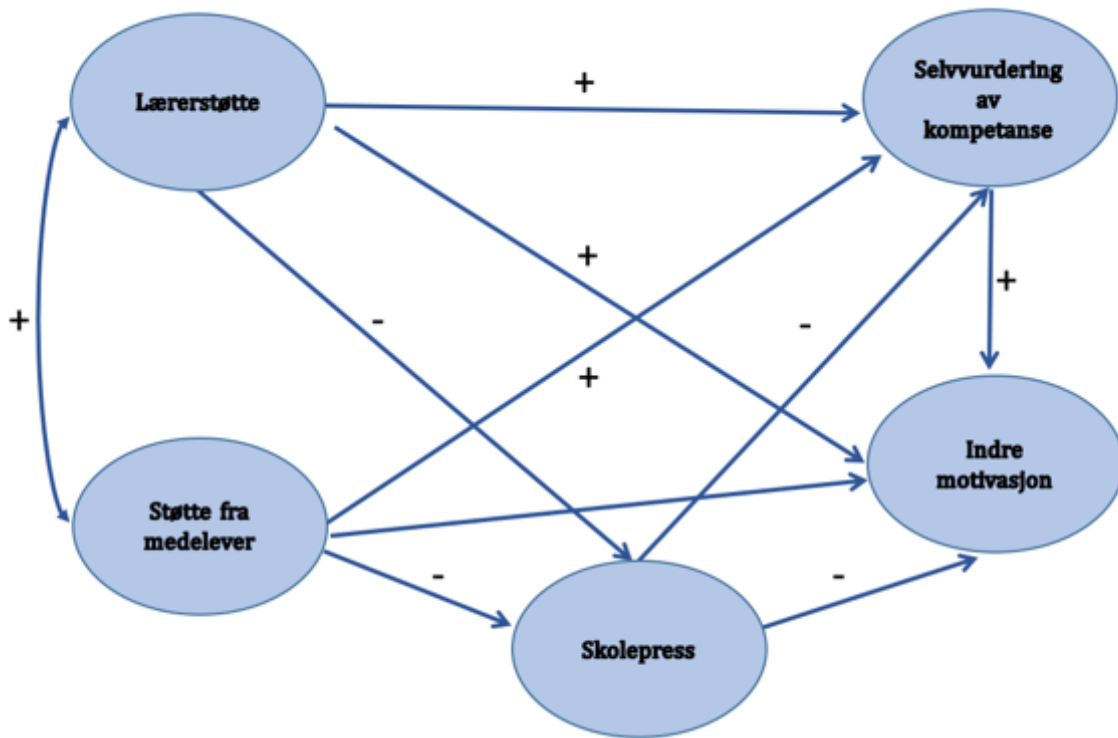 Lærerstøtte
+
Selvvurdering
av
kompetanse
+
-
+
+
-
+
Støtte fra
medelever
Indre
motivasjon
-
-
Skolepress